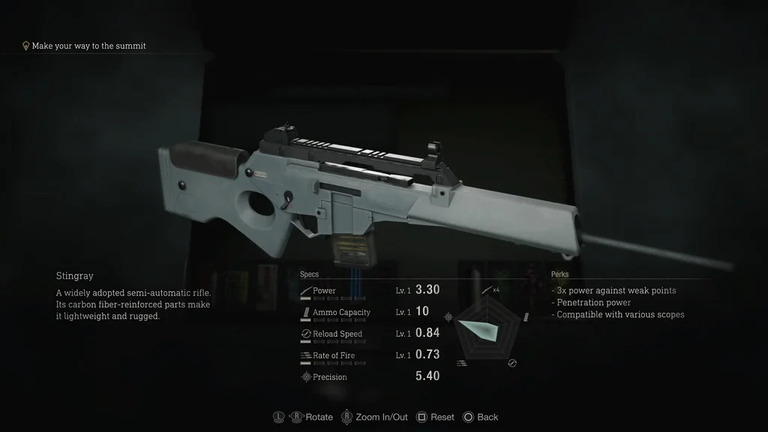 Make your way to the summit
Stingray
A widely adopted semi-automatic rifle.
Its carbon fiber-reinforced parts make
it lightweight and rugged.
Specs
Power Lv. 1 3.30
Ammo Capacity Lv. 1 10
Reload Speed Lv. 1 0.84
Rate of Fire Lv. 1 0.73
Precision 5.40
x4
Perks
- 3x power against weak points
- Penetration power
- Compatible with various scopes
L R Rotate R Zoom In/Out Reset Back